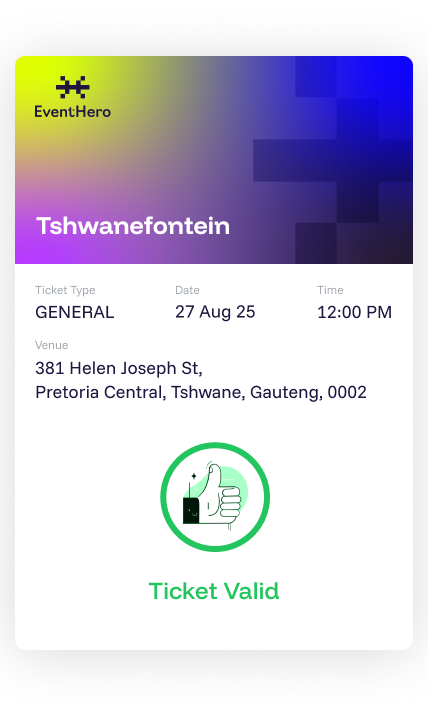 EventHero
Tshwanefontein
Ticket Type
Date
Time
GENERAL
27 Aug 25
12:00 PM
Venue
381 Helen Joseph St,
Pretoria Central, Tshwane, Gauteng, 0002
Ticket Valid